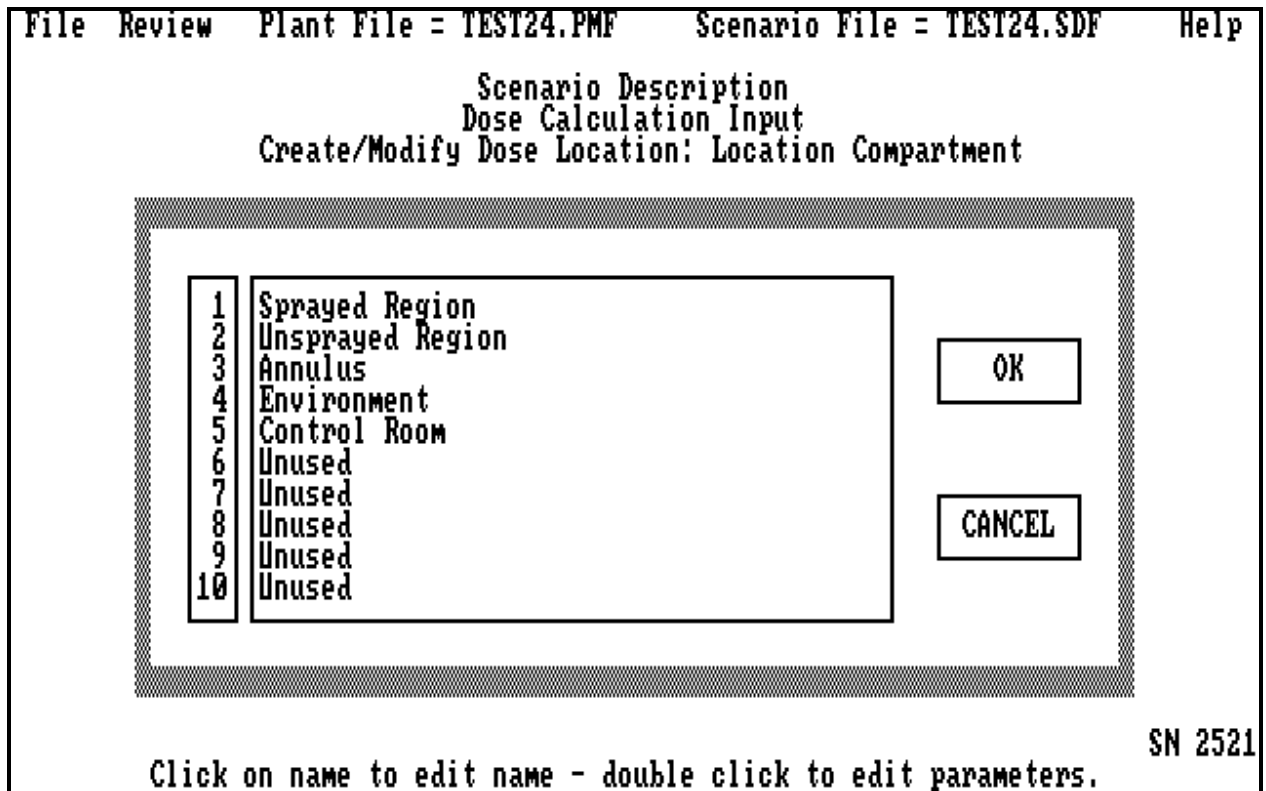 File Review Plant File = TEST24.PMF Scenario File = TEST24.SDF Help
Scenario Description
Dose Calculation Input
Create/Modify Dose Location: Location Compartment
1 Sprayed Region
2 Unsprayed Region
3 Annulus
4 Environment
5 Control Room
6 Unused
7 Unused
8 Unused
9 Unused
10 Unused
OK
CANCEL
SN 2521
Click on name to edit name - double click to edit parameters.